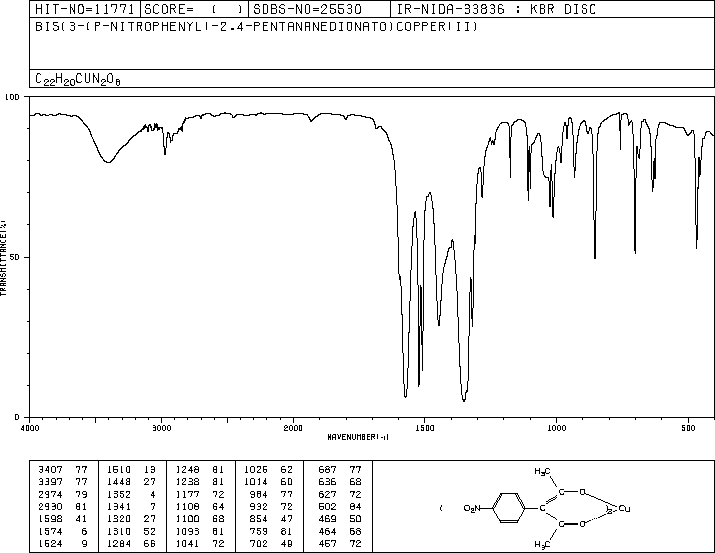 HIT-NO=11771 SCORE= ( ) SDBS-NO=25530 IR-NIDA-33836 : KBR DISC
BIS(3-(P-NITROPHENYL)-2,4-PENTANANEDIONATO)COPPER(II)
C22H20CUN2O8
100
50
0
TRANSMITTANCE(%)
4000 3000 2000 1500 1000 500
WAVENUMBER(-1)
3407 77 1510 13 1248 81 1026 62 687 77
3397 77 1448 27 1238 81 1014 60 636 68
2974 79 1352 4 1177 72 984 77 627 72
2930 81 1341 7 1108 64 932 72 502 84
1598 41 1320 27 1100 68 854 47 469 50
1574 6 1310 52 1093 81 759 81 464 68
1524 9 1284 66 1041 72 702 49 457 72
H3C
C O
( O2N C )2 Cu
C O
H3C